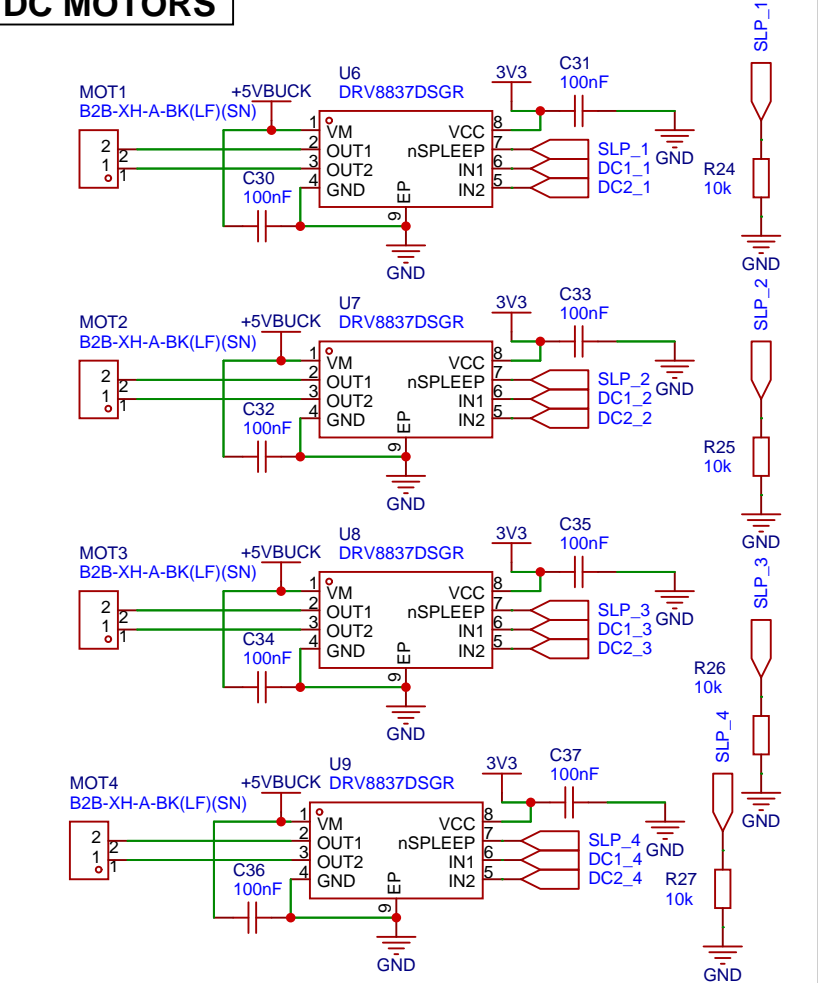 DC MOTORS
SLP_1
MOT1
B2B-XH-A-BK(LF)(SN)
+5VBUCK
U6
DRV8837DSGR
3V3
C31
100nF
2
1
2
1
1
2
3
4
VM
OUT1
OUT2
GND
EP
9
VCC
nSPLEEP
IN1
IN2
8
7
6
5
SLP_1
DC1_1
DC2_1
GND
C30
100nF
GND
R24
10k
GND
SLP_2
MOT2
B2B-XH-A-BK(LF)(SN)
+5VBUCK
U7
DRV8837DSGR
3V3
C33
100nF
2
1
2
1
1
2
3
4
VM
OUT1
OUT2
GND
EP
9
VCC
nSPLEEP
IN1
IN2
8
7
6
5
SLP_2
DC1_2
DC2_2
GND
C32
100nF
GND
R25
10k
GND
SLP_3
MOT3
B2B-XH-A-BK(LF)(SN)
+5VBUCK
U8
DRV8837DSGR
3V3
C35
100nF
2
1
2
1
1
2
3
4
VM
OUT1
OUT2
GND
EP
9
VCC
nSPLEEP
IN1
IN2
8
7
6
5
SLP_3
DC1_3
DC2_3
GND
C34
100nF
GND
R26
10k
GND
SLP_4
MOT4
B2B-XH-A-BK(LF)(SN)
+5VBUCK
U9
DRV8837DSGR
3V3
C37
100nF
2
1
2
1
1
2
3
4
VM
OUT1
OUT2
GND
EP
9
VCC
nSPLEEP
IN1
IN2
8
7
6
5
SLP_4
DC1_4
DC2_4
GND
C36
100nF
GND
R27
10k
GND